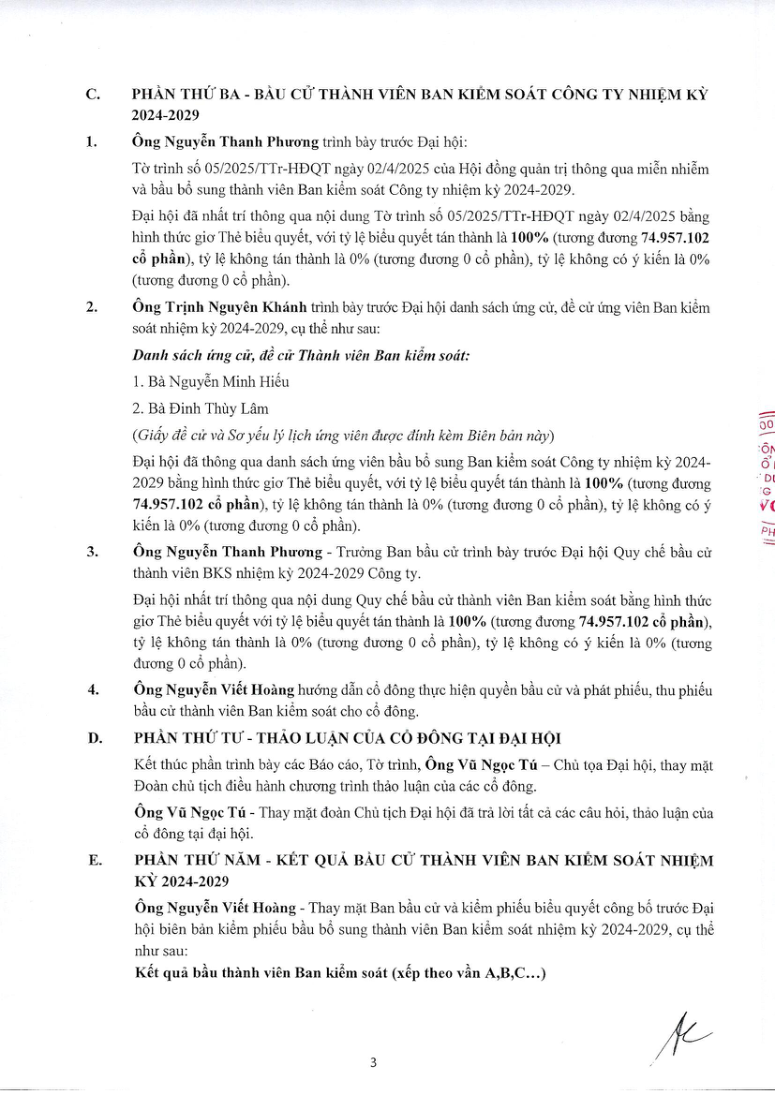 C. PHẦN THỨ BA - BẦU CỬ THÀNH VIÊN BAN KIỂM SOÁT CÔNG TY NHIỆM KỲ
2024-2029
1. Ông Nguyễn Thanh Phương trình bày trước Đại hội:
Tờ trình số 05/2025/TTr-HĐQT ngày 02/4/2025 của Hội đồng quản trị thông qua miễn nhiễm
và bầu bổ sung thành viên Ban kiểm soát Công ty nhiệm kỳ 2024-2029.
Đại hội đã nhất trí thông qua nội dung Tờ trình số 05/2025/TTr-HĐQT ngày 02/4/2025 bằng
hình thức giơ Thẻ biểu quyết, với tỷ lệ biểu quyết tán thành là 100% (tương đương 74.957.102
cổ phần), tỷ lệ không tán thành là 0% (tương đương 0 cổ phần), tỷ lệ không có ý kiến là 0%
(tương đương 0 cổ phần).
2. Ông Trịnh Nguyên Khánh trình bày trước Đại hội danh sách ứng cử, đề cử ứng viên Ban kiểm
soát nhiệm kỳ 2024-2029, cụ thể như sau:
Danh sách ứng cử, đề cử Thành viên Ban kiểm soát:
1. Bà Nguyễn Minh Hiếu
2. Bà Đinh Thùy Lâm
(Giấy đề cử và Sơ yếu lý lịch ứng viên được đính kèm Biên bản này)
Đại hội đã thông qua danh sách ứng viên bầu bổ sung Ban kiểm soát Công ty nhiệm kỳ 2024-
2029 bằng hình thức giơ Thẻ biểu quyết, với tỷ lệ biểu quyết tán thành là 100% (tương đương
74.957.102 cổ phần), tỷ lệ không tán thành là 0% (tương đương 0 cổ phần), tỷ lệ không có ý
kiến là 0% (tương đương 0 cổ phần).
3. Ông Nguyễn Thanh Phương - Trưởng Ban bầu cử trình bày trước Đại hội Quy chế bầu cử
thành viên BKS nhiệm kỳ 2024-2029 Công ty.
Đại hội nhất trí thông qua nội dung Quy chế bầu cử thành viên Ban kiểm soát bằng hình thức
giơ Thẻ biểu quyết với tỷ lệ biểu quyết tán thành là 100% (tương đương 74.957.102 cổ phần),
tỷ lệ không tán thành là 0% (tương đương 0 cổ phần), tỷ lệ không có ý kiến là 0% (tương
đương 0 cổ phần).
4. Ông Nguyễn Viết Hoàng hướng dẫn cổ đông thực hiện quyền bầu cử và phát phiếu, thu phiếu
bầu cử thành viên Ban kiểm soát cho cổ đông.
D. PHẦN THỨ TƯ - THẢO LUẬN CỦA CỔ ĐÔNG TẠI ĐẠI HỘI
Kết thúc phần trình bày các Báo cáo, Tờ trình, Ông Vũ Ngọc Tú – Chủ tọa Đại hội, thay mặt
Đoàn chủ tịch điều hành chương trình thảo luận của các cổ đông.
Ông Vũ Ngọc Tú - Thay mặt đoàn Chủ tịch Đại hội đã trả lời tất cả các câu hỏi, thảo luận của
cổ đông tại đại hội.
E. PHẦN THỨ NĂM - KẾT QUẢ BẦU CỬ THÀNH VIÊN BAN KIỂM SOÁT NHIỆM
KỲ 2024-2029
Ông Nguyễn Viết Hoàng - Thay mặt Ban bầu cử và kiểm phiếu biểu quyết công bố trước Đại
hội biên bản kiểm phiếu bầu bổ sung thành viên Ban kiểm soát nhiệm kỳ 2024-2029, cụ thể
như sau:
Kết quả bầu thành viên Ban kiểm soát (xếp theo vần A,B,C…)
3